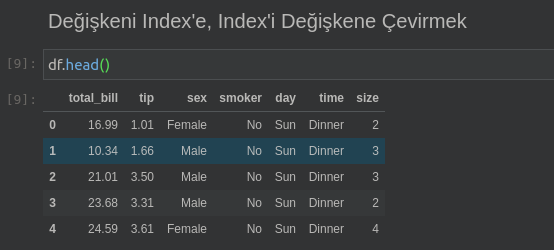 Değişkeni Index'e, Index'i Değişkene Çevirmek
[9]: df.head()
[9]: total_bill tip sex smoker day time size
0 16.99 1.01 Female No Sun Dinner 2
1 10.34 1.66 Male No Sun Dinner 3
2 21.01 3.50 Male No Sun Dinner 3
3 23.68 3.31 Male No Sun Dinner 2
4 24.59 3.61 Female No Sun Dinner 4